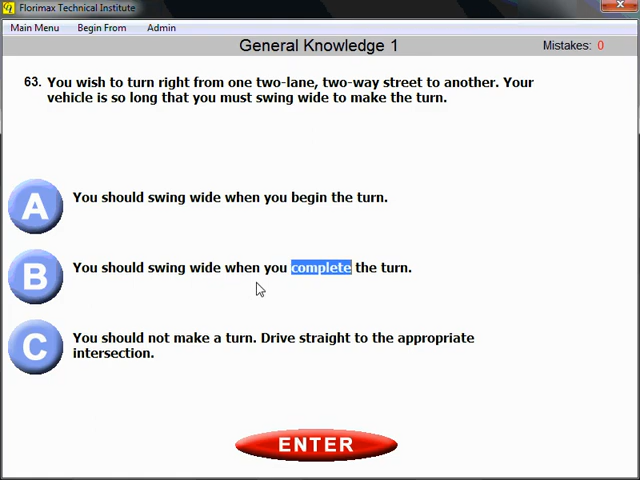 Florimax Technical Institute
Main Menu Begin From Admin
General Knowledge 1 Mistakes: 0
63. You wish to turn right from one two-lane, two-way street to another. Your
vehicle is so long that you must swing wide to make the turn.
A You should swing wide when you begin the turn.
B You should swing wide when you complete the turn.
C You should not make a turn. Drive straight to the appropriate
intersection.
ENTER